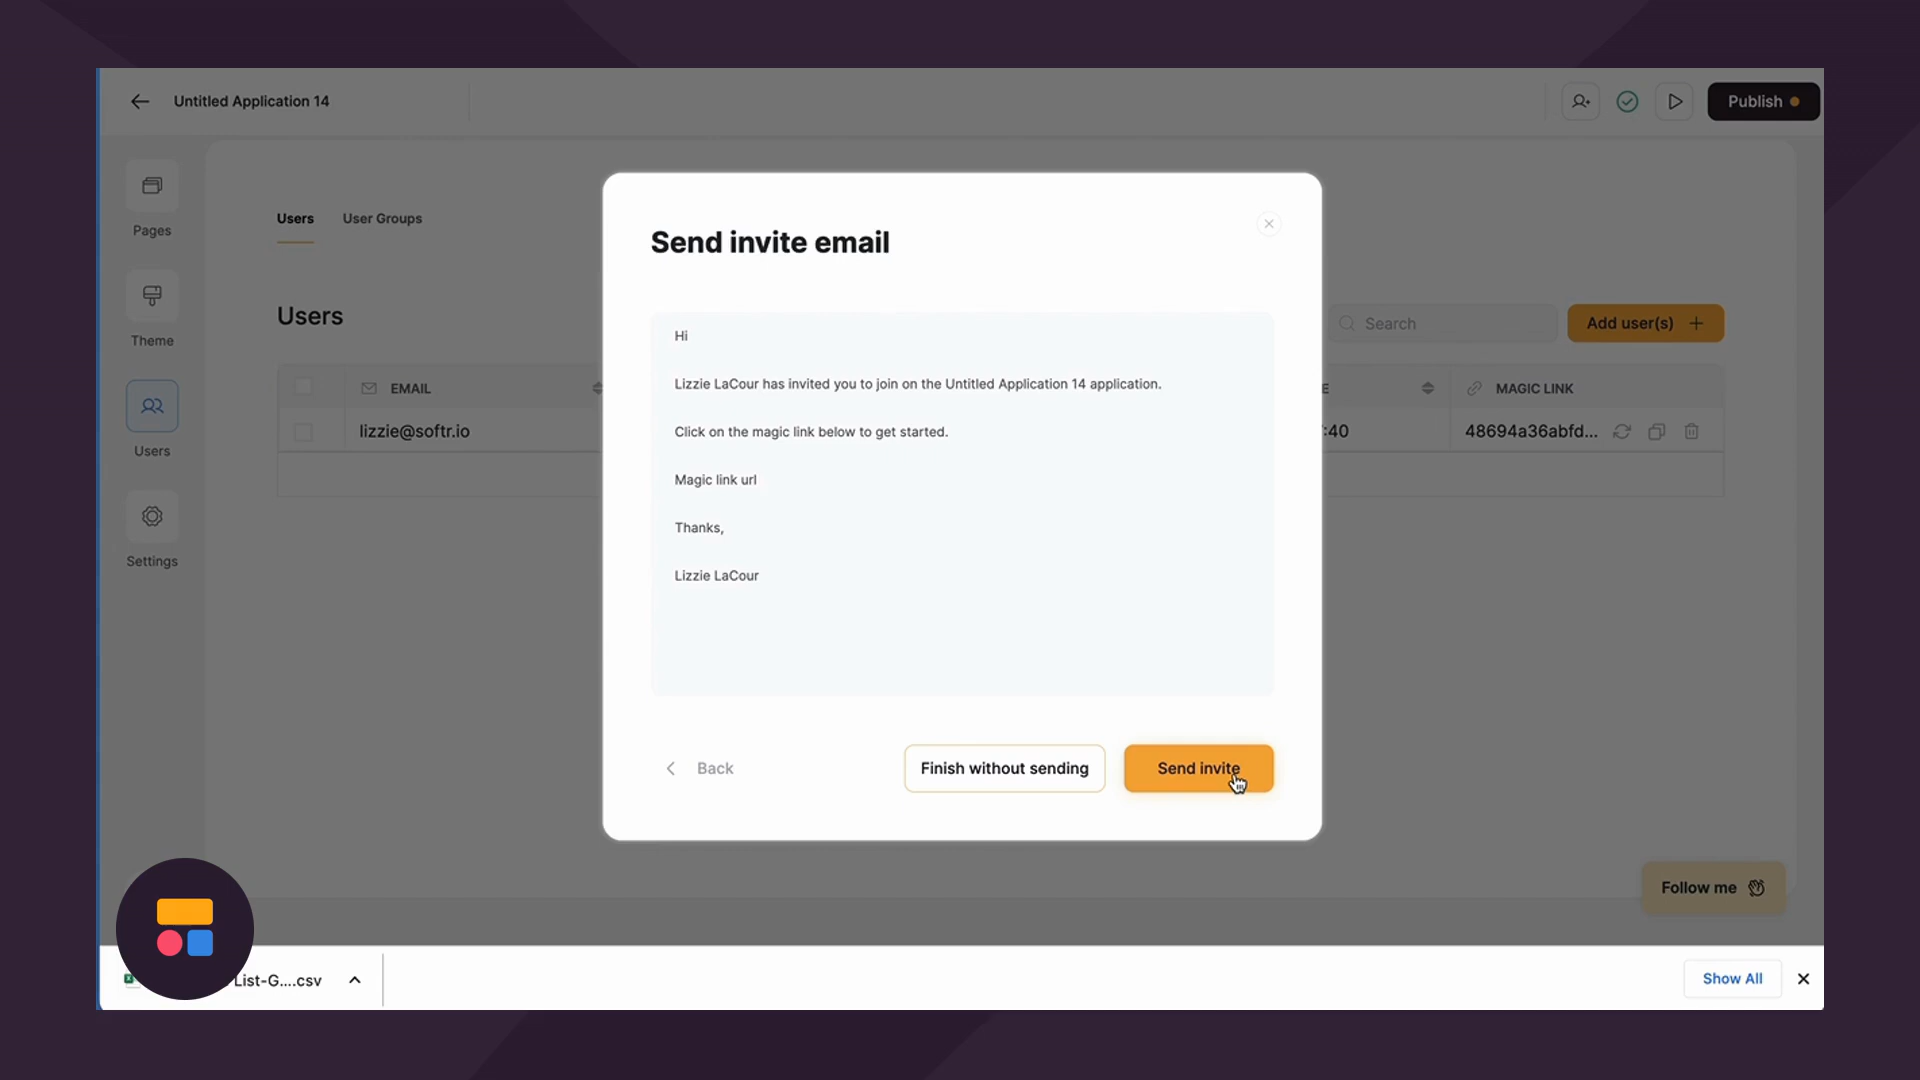 Untitled Application 14
Publish
Pages
Theme
Users
Settings
Users User Groups
Users
Search
Add user(s) +
EMAIL
E
MAGIC LINK
lizzie@softr.io
:40
48694a36abfd...
Send invite email
Hi
Lizzie LaCour has invited you to join on the Untitled Application 14 application.
Click on the magic link below to get started.
Magic link url
Thanks,
Lizzie LaCour
Back
Finish without sending
Send invite
Follow me
List-G....csv
Show All